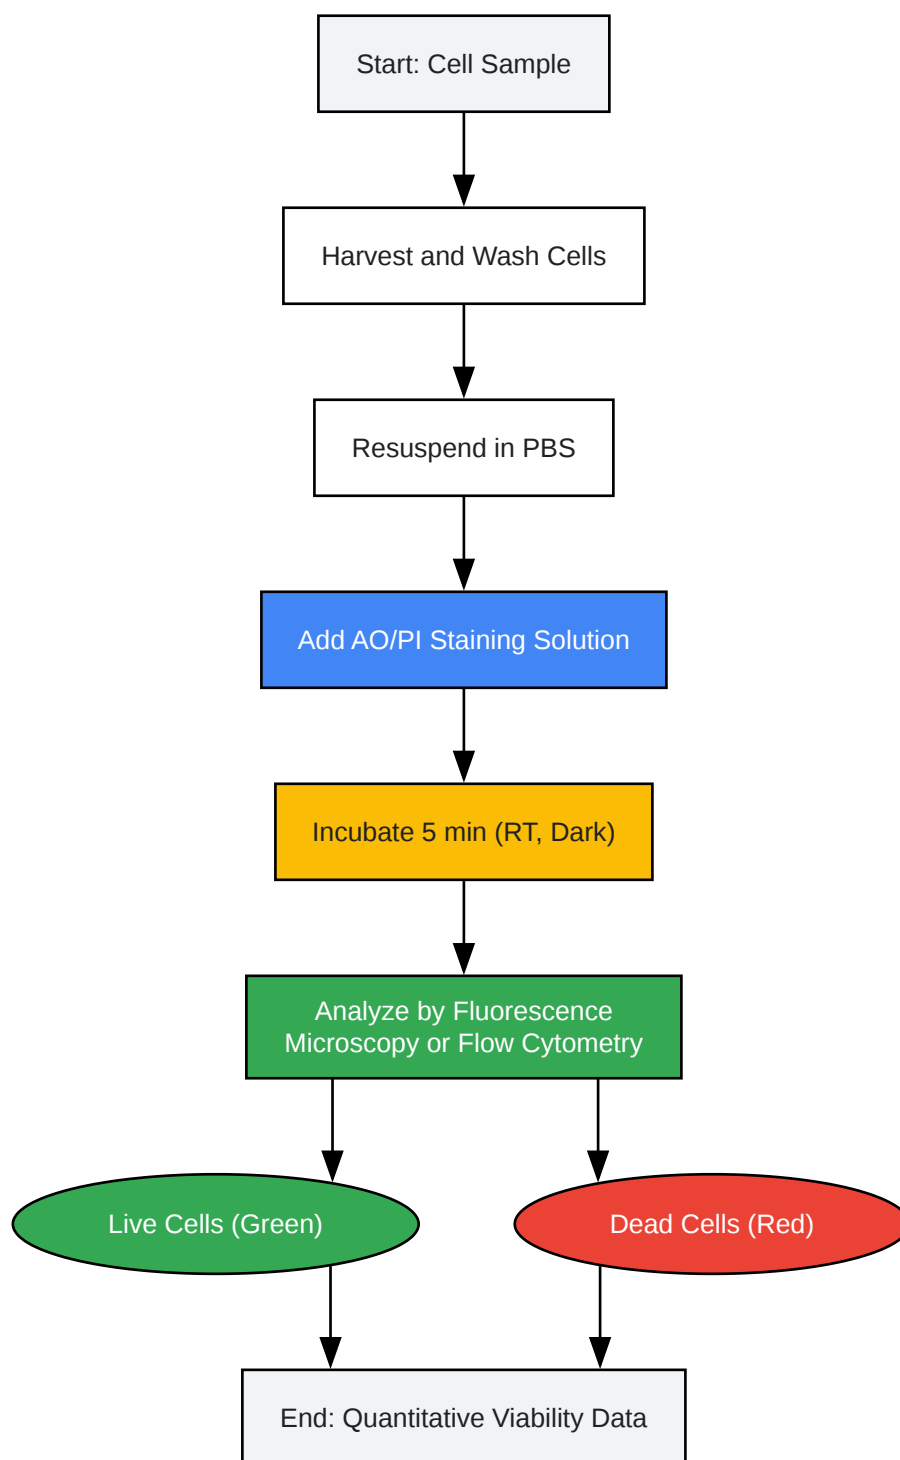 Start: Cell Sample
Harvest and Wash Cells
Resuspend in PBS
Add AO/PI Staining Solution
Incubate 5 min (RT, Dark)
Analyze by Fluorescence
Microscopy or Flow Cytometry
Live Cells (Green)
Dead Cells (Red)
End: Quantitative Viability Data